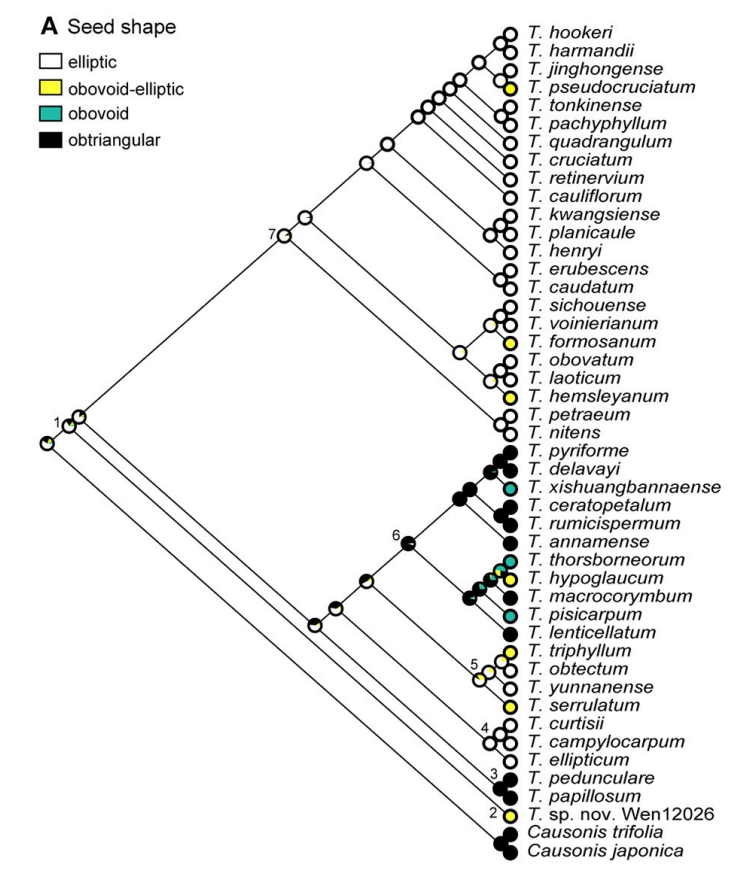 A Seed shape
elliptic
obovoid-elliptic
obovoid
obtriangular
T. hookeri
T. harmandii
T. jinghongense
T. pseudocruciatum
T. tonkinense
T. pachyphyllum
T. quadrangulum
T. cruciatum
T. retinervium
T. cauliflorum
T. kwangsiense
7 T. planicaule
T. henryi
T. erubescens
T. caudatum
T. sichouense
T. voinierianum
T. formosanum
T. obovatum
T. laoticum
T. hemsleyanum
T. petraeum
1 T. nitens
T. pyriforme
T. delavayi
T. xishuangbannaense
T. ceratopetalum
T. rumicispermum
6 T. annamense
T. thorsborneorum
T. hypoglaucum
T. macrocorymbum
T. pisicarpum
T. lenticellatum
T. triphyllum
5 T. obtectum
T. yunnanense
T. serrulatum
4 T. curtisii
T. campylocarpum
T. ellipticum
3 T. pedunculare
T. papillosum
2 T. sp. nov. Wen12026
Causonis trifolia
Causonis japonica